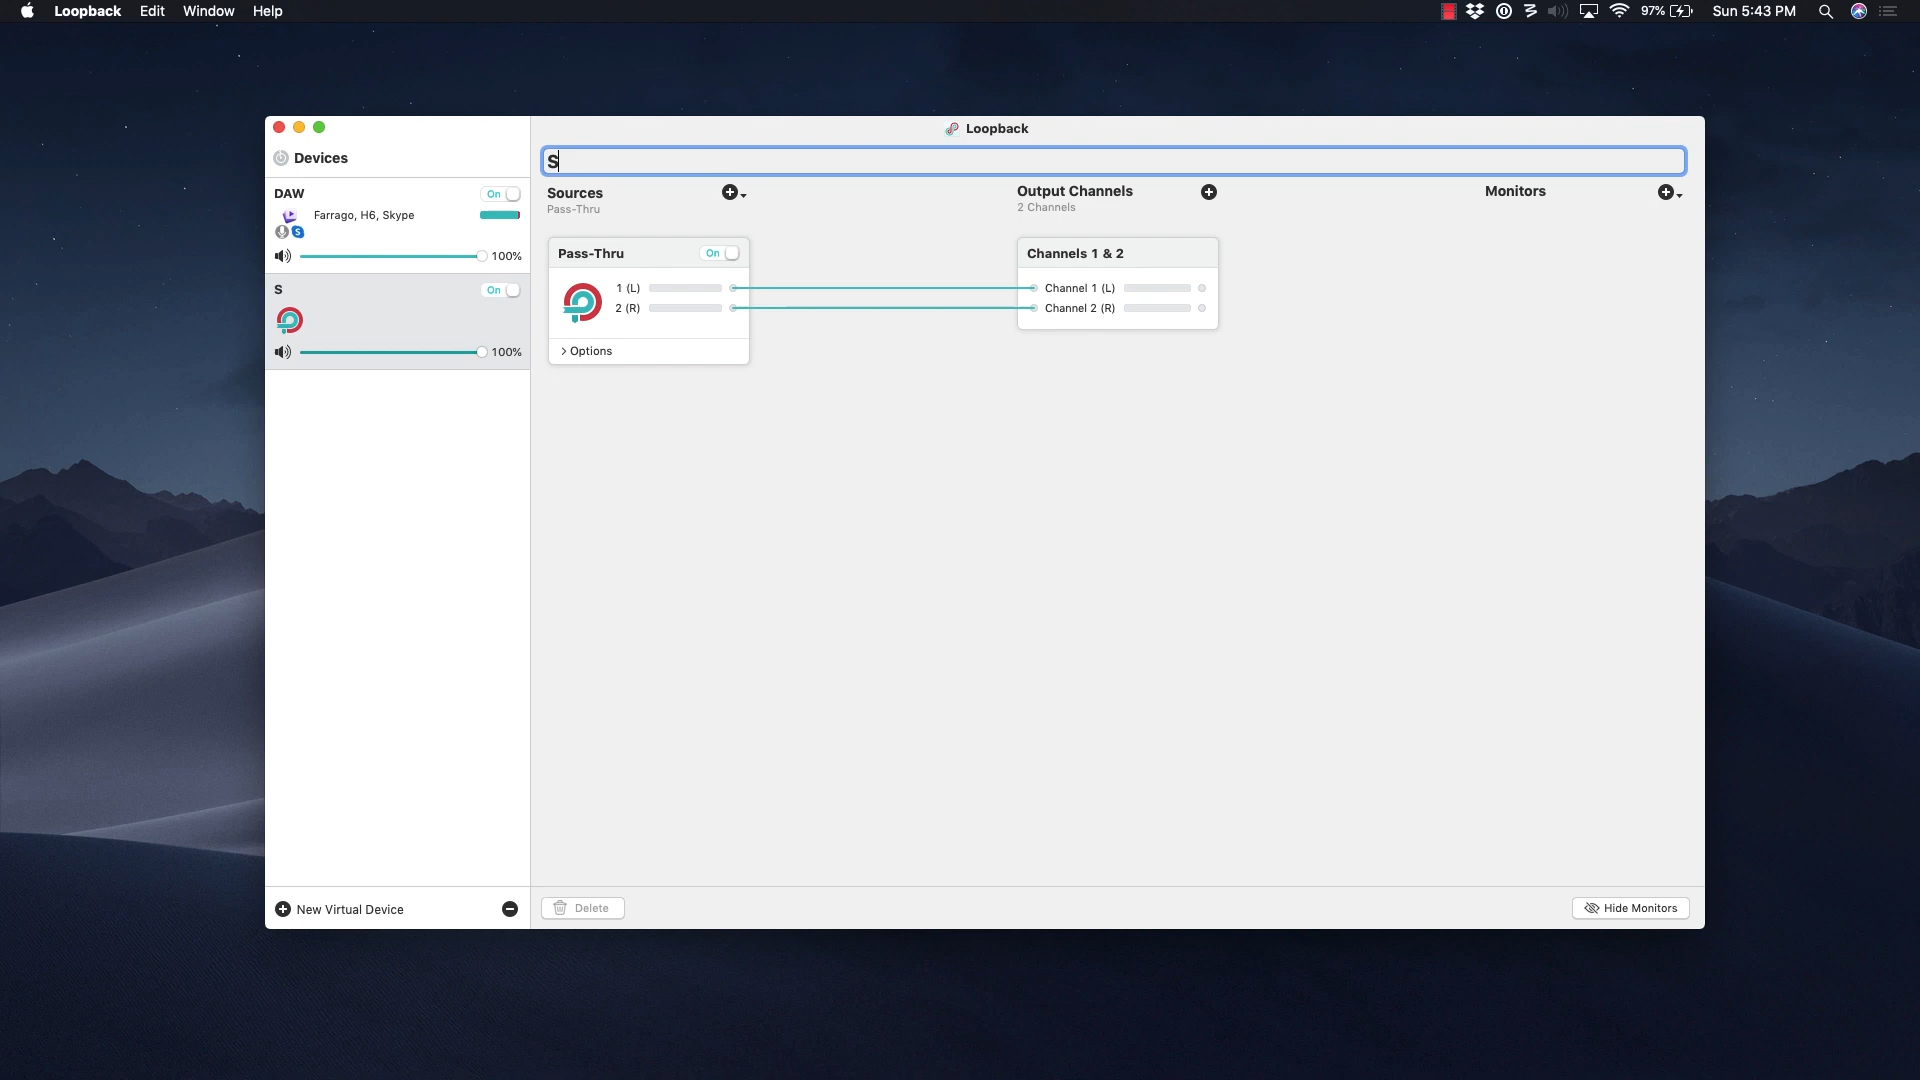 Loopback Edit Window Help
97% Sun 5:43 PM
Loopback
Devices
S
DAW On
Farrago, H6, Skype
100%
S On
100%
Sources
Pass-Thru
Output Channels
2 Channels
Monitors
Pass-Thru On
1 (L)
2 (R)
> Options
Channels 1 & 2
Channel 1 (L)
Channel 2 (R)
New Virtual Device
Delete
Hide Monitors